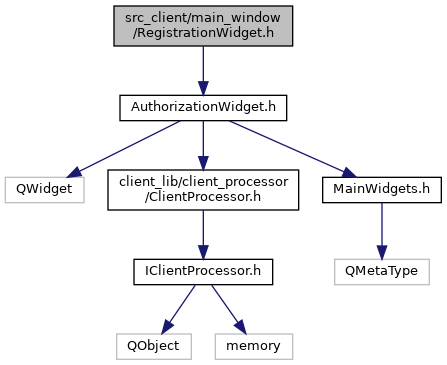 src_client/main_window
/RegistrationWidget.h
AuthorizationWidget.h
QWidget
client_lib/client_processor
/ClientProcessor.h
MainWidgets.h
IClientProcessor.h
QMetaType
QObject
memory